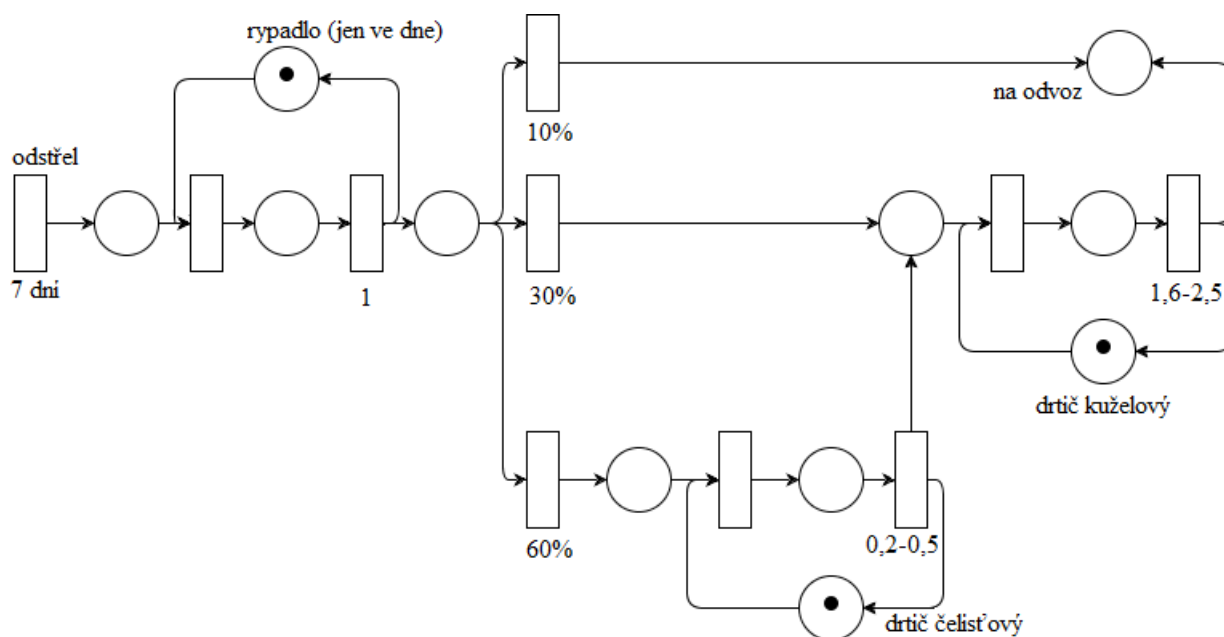 rypadlo (jen ve dne)
na odvoz
10%
odstřel
7 dní
1
30%
1,6-2,5
drtič kuželový
60%
0,2-0,5
drtič čelisťový